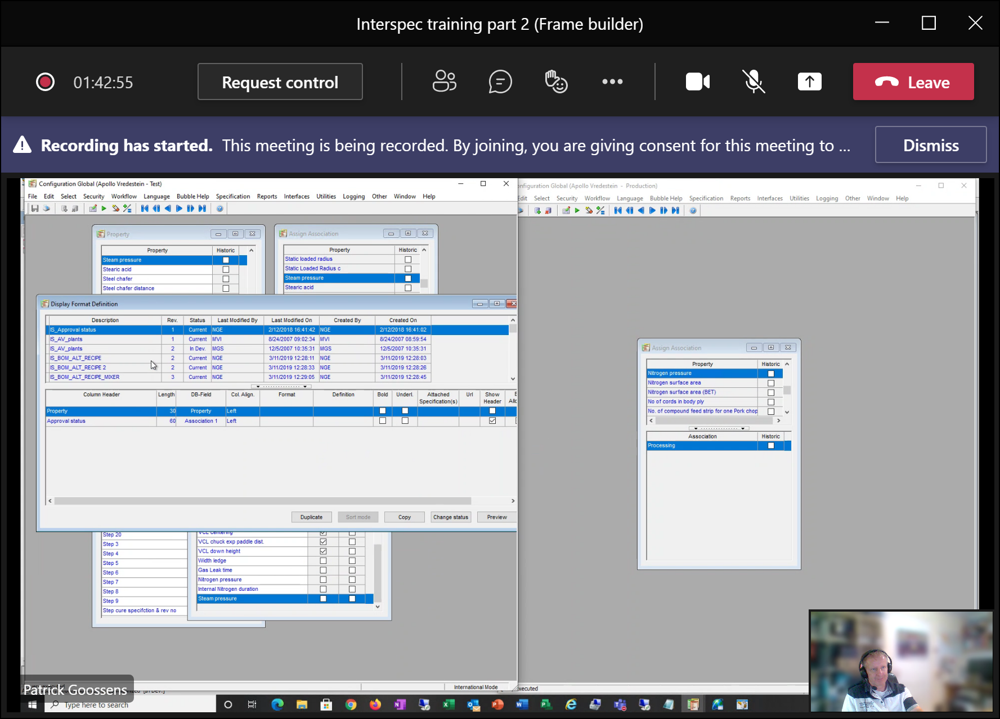 Interspec training part 2 (Frame builder)
01:42:55
Request control
Leave
Recording has started. This meeting is being recorded. By joining, you are giving consent for this meeting to ...
Dismiss
Configuration Global (Apollo Vredestein - Test)
File Edit Select Security Workflow Language Bubble Help Specification Reports Interfaces Utilities Logging Other Window Help
Property
Property Historic
Steam pressure
Stearic acid
Steel chafer
Steel chafer distance
Assign Association
Property Historic
Static loaded radius
Static Loaded Radius c
Steam pressure
Stearic acid
Display Format Definition
Description Rev. Status Last Modified By Last Modified On Created By Created On
IS_Approval status 1 Current NGE 2/12/2018 16:41:42 NGE 2/12/2018 16:41:02
IS_AV_plants 1 Current MVI 8/24/2007 09:02:34 MVI 8/24/2007 08:59:54
IS_AV_plants 2 In Dev. MGS 12/5/2007 10:35:31 MGS 12/5/2007 10:35:31
IS_BOM_ALT_RECIPE 2 Current NGE 3/11/2019 12:28:11 NGE 3/11/2019 12:28:03
IS_BOM_ALT_RECIPE 2 2 Current NGE 3/11/2019 12:28:33 NGE 3/11/2019 12:28:26
IS_BOM_ALT_RECIPE_MIXER 3 Current NGE 3/11/2019 12:29:05 NGE 3/11/2019 12:28:45
Column Header Length DB-Field Col. Align. Format Definition Bold Underl. Attached Specification(s) Url Show Header
Property 30 Property Left
Approval status 60 Association 1 Left
Duplicate Sort mode Copy Change status Preview
Step 20
Step 3
Step 4
Step 5
Step 6
Step 7
Step 8
Step 9
Step cure specifction & rev no
VCL centering
VCL chuck exp paddle dist.
VCL down height
Width ledge
Gas Leak time
Nitrogen pressure
Internal Nitrogen duration
Steam pressure
International Mode
nfiguration Global (Apollo Vredestein - Production)
Edit Select Security Workflow Language Bubble Help Specification Reports Interfaces Utilities Logging Other Window Help
Assign Association
Property Historic
Nitrogen pressure
Nitrogen surface area
Nitrogen surface area (BET)
No of cords in body ply
No. of compound feed strip for one Pork chop
Association Historic
Processing
xecuted
Patrick Goossens
Type here to search